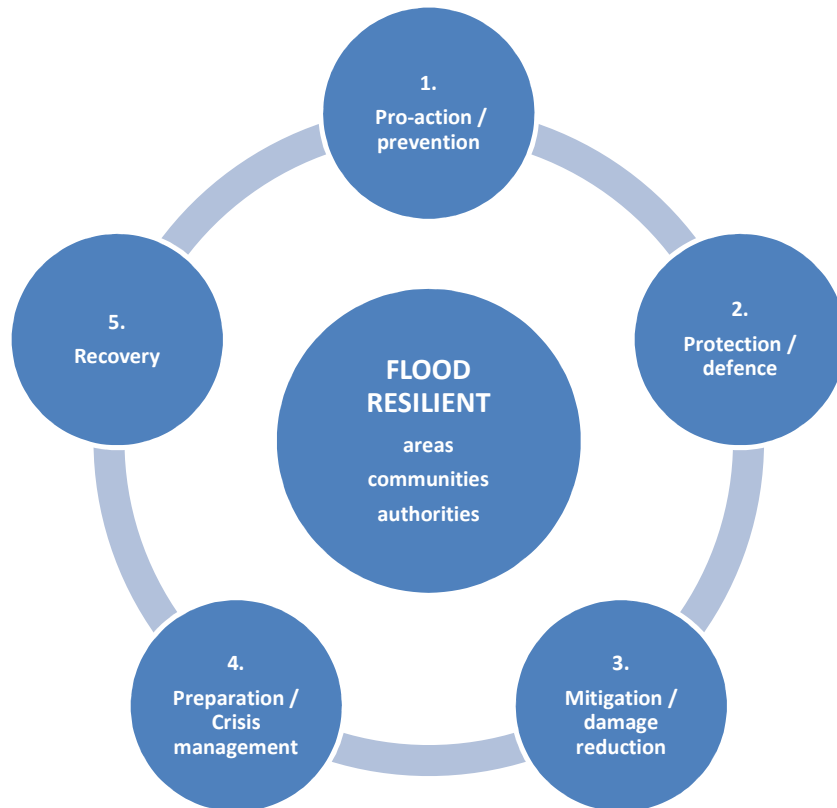 1.
Pro-action /
prevention
2.
Protection /
defence
3.
Mitigation /
damage
reduction
4.
Preparation /
Crisis
management
5.
Recovery
FLOOD
RESILIENT
areas
communities
authorities